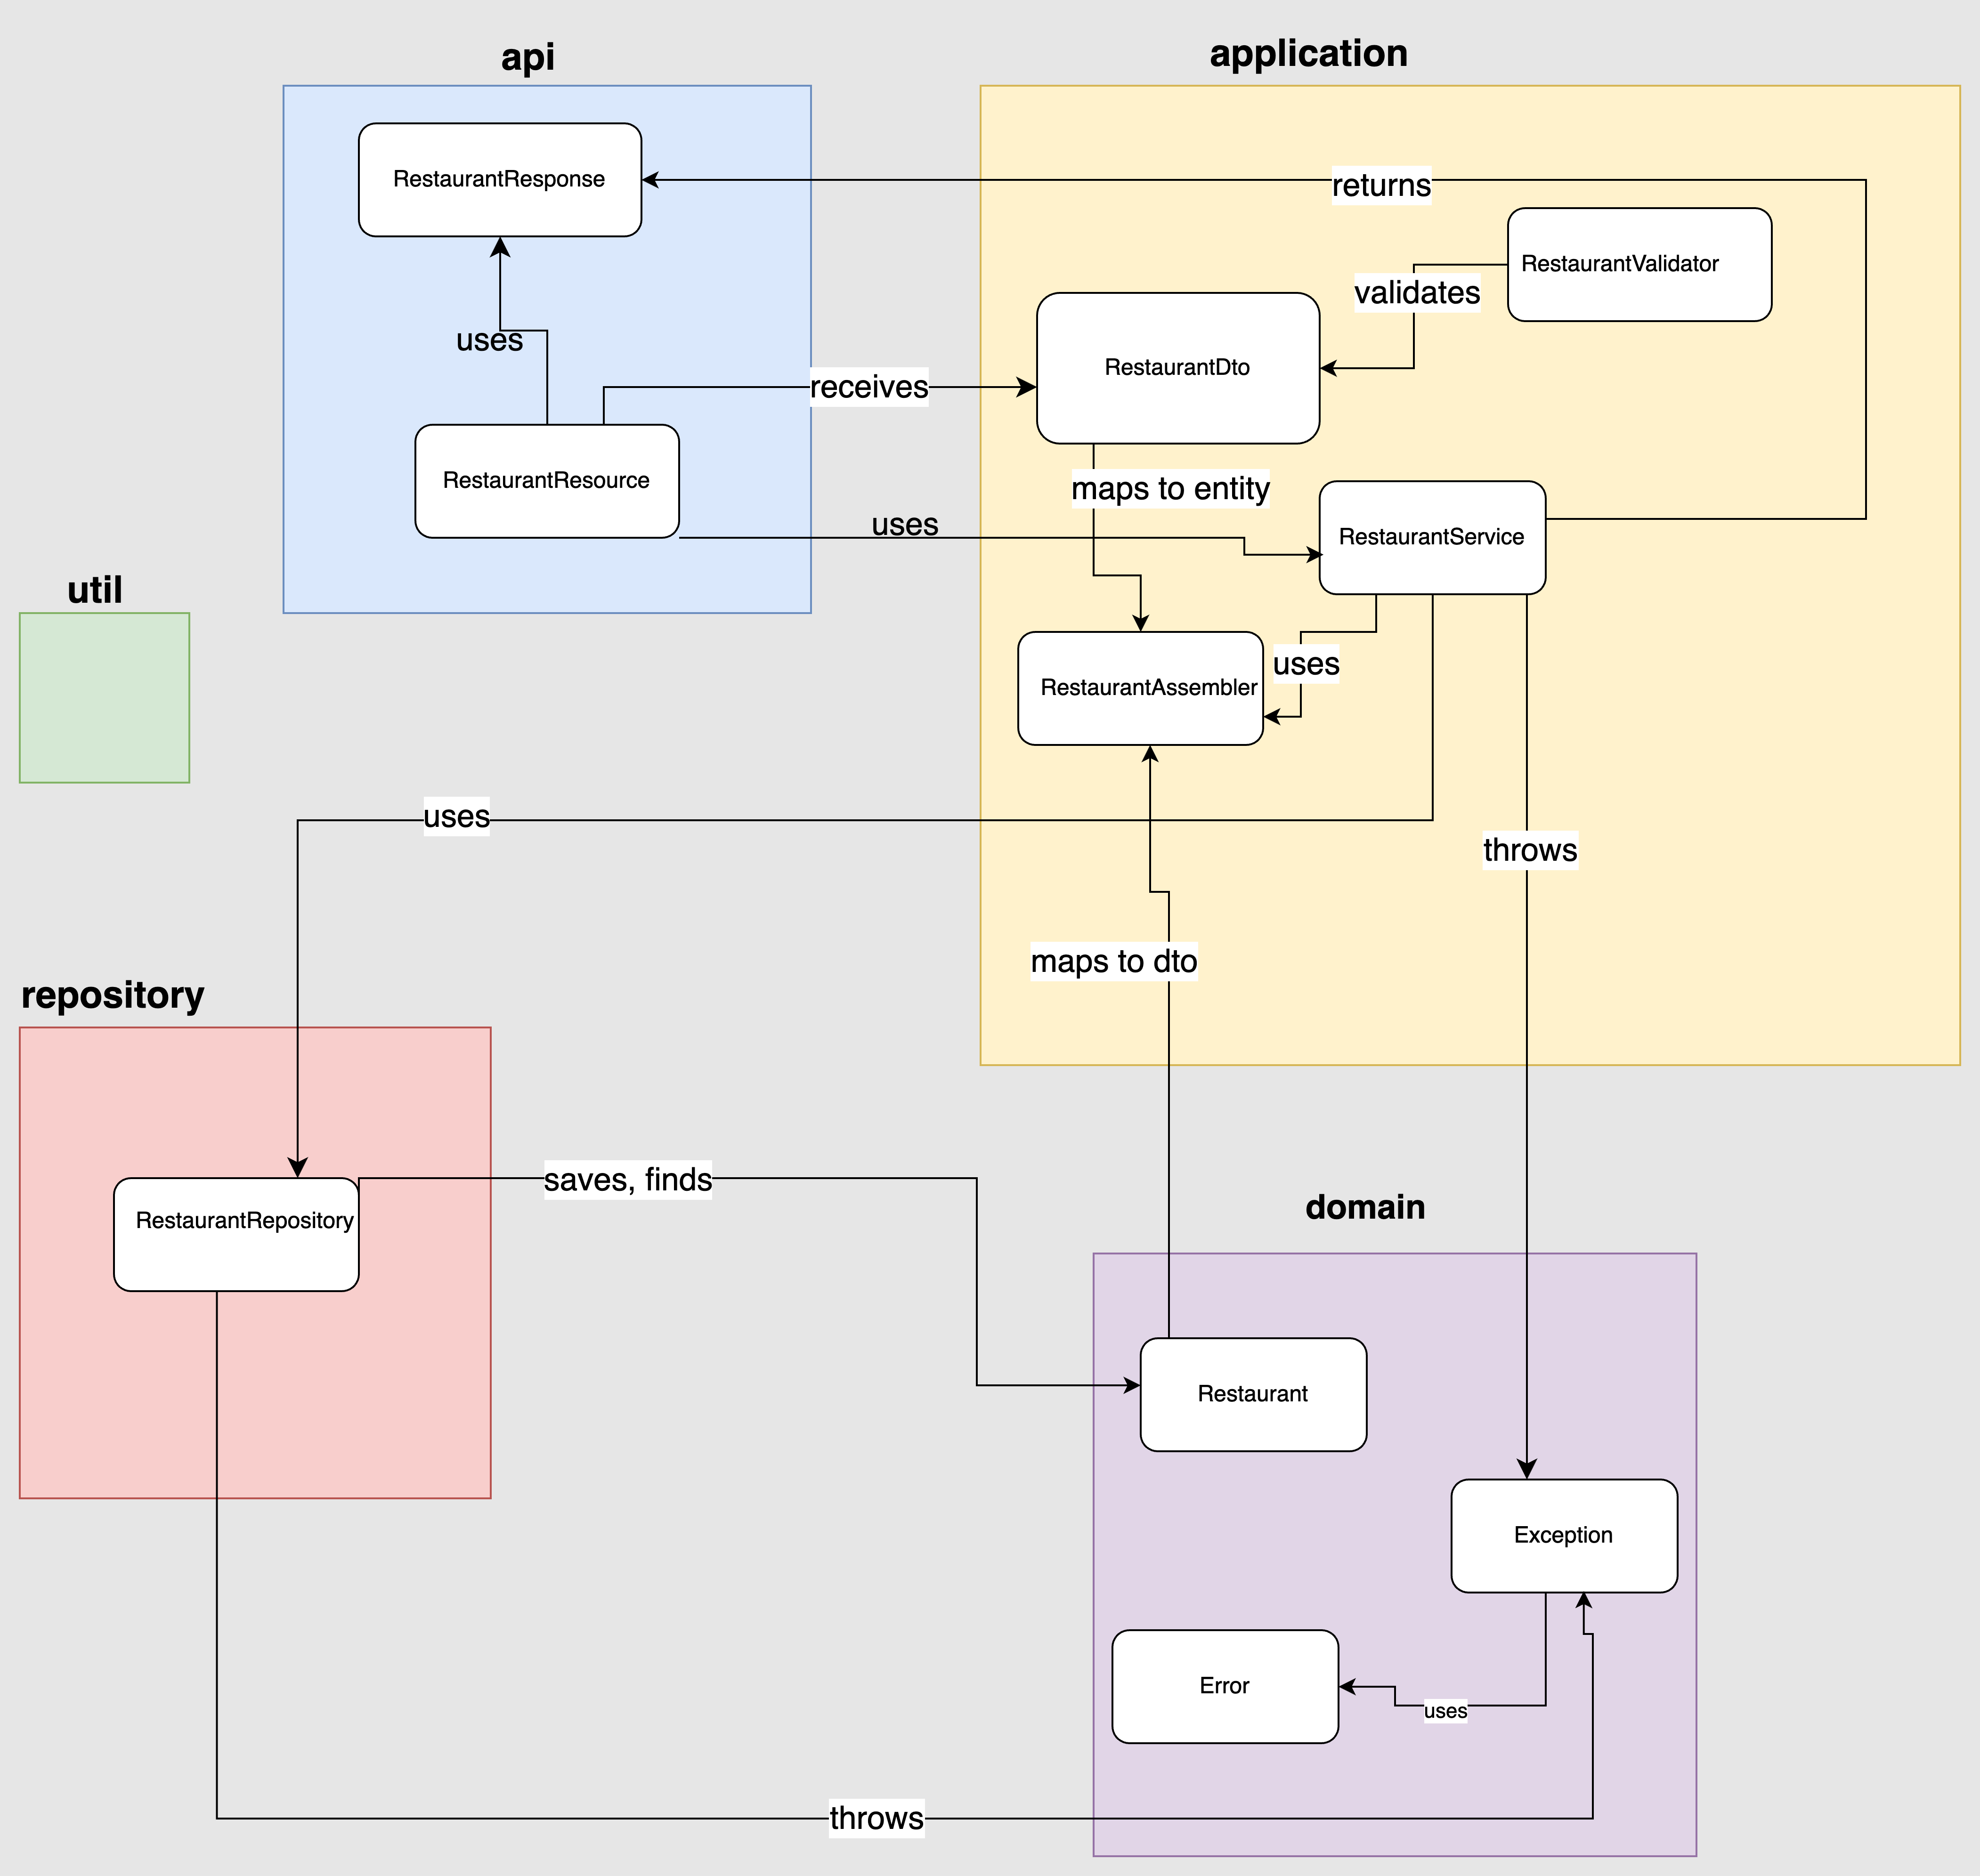 api
application
RestaurantResponse
returns
RestaurantValidator
validates
uses
RestaurantDto
receives
RestaurantResource
maps to entity
uses
RestaurantService
util
uses
RestaurantAssembler
uses
throws
maps to dto
repository
saves, finds
RestaurantRepository
domain
Restaurant
Exception
Error
uses
throws